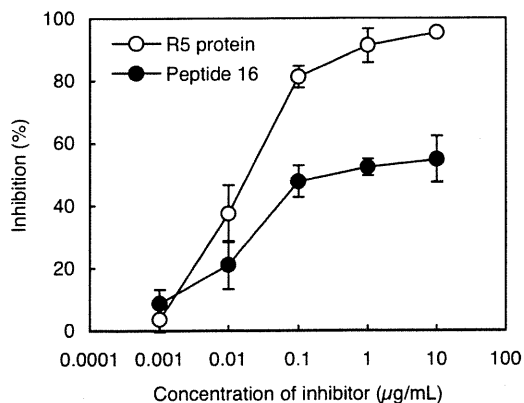 100
80
60
40
20
0
Inhibition (%)
R5 protein
Peptide 16
0.0001 0.001 0.01 0.1 1 10 100
Concentration of inhibitor (µg/mL)